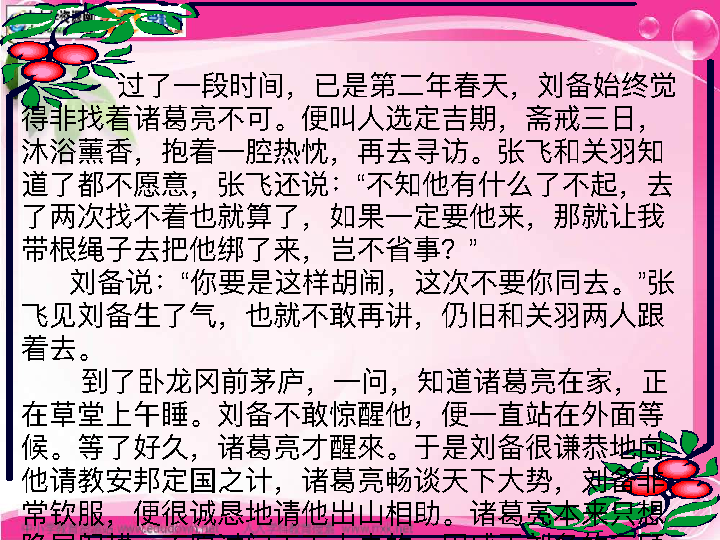 过了一段时间，已是第二年春天，刘备始终觉
得非找着诸葛亮不可。便叫人选定吉期，斋戒三日，
沐浴薰香，抱着一腔热忱，再去寻访。张飞和关羽知
道了都不愿意，张飞还说：“不知他有什么了不起，去
了两次找不着也就算了，如果一定要他来，那就让我
带根绳子去把他绑了来，岂不省事？”
刘备说：“你要是这样胡闹，这次不要你同去。”张
飞见刘备生了气，也就不敢再讲，仍旧和关羽两人跟
着去。
到了卧龙冈前茅庐，一问，知道诸葛亮在家，正
在草堂上午睡。刘备不敢惊醒他，便一直站在外面等
候。等了好久，诸葛亮才醒來。于是刘备很谦恭地向
他请教安邦定国之计，诸葛亮畅谈天下大势，刘备非
常钦服，便很诚恳地请他出山相助。诸葛亮本来只想